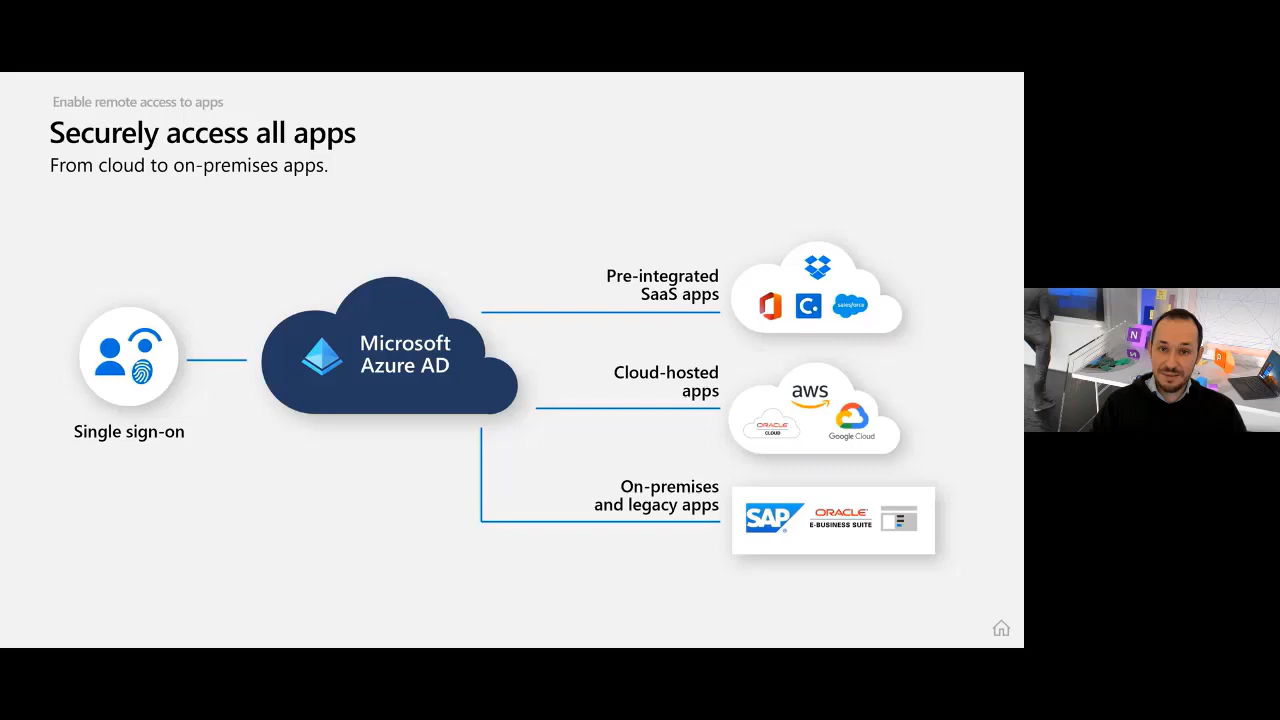 Enable remote access to apps
Securely access all apps
From cloud to on-premises apps.
Single sign-on
Microsoft
Azure AD
Pre-integrated
SaaS apps
salesforce
Cloud-hosted
apps
aws
ORACLE
CLOUD
Google Cloud
On-premises
and legacy apps
SAP
ORACLE
E-BUSINESS SUITE
N
P